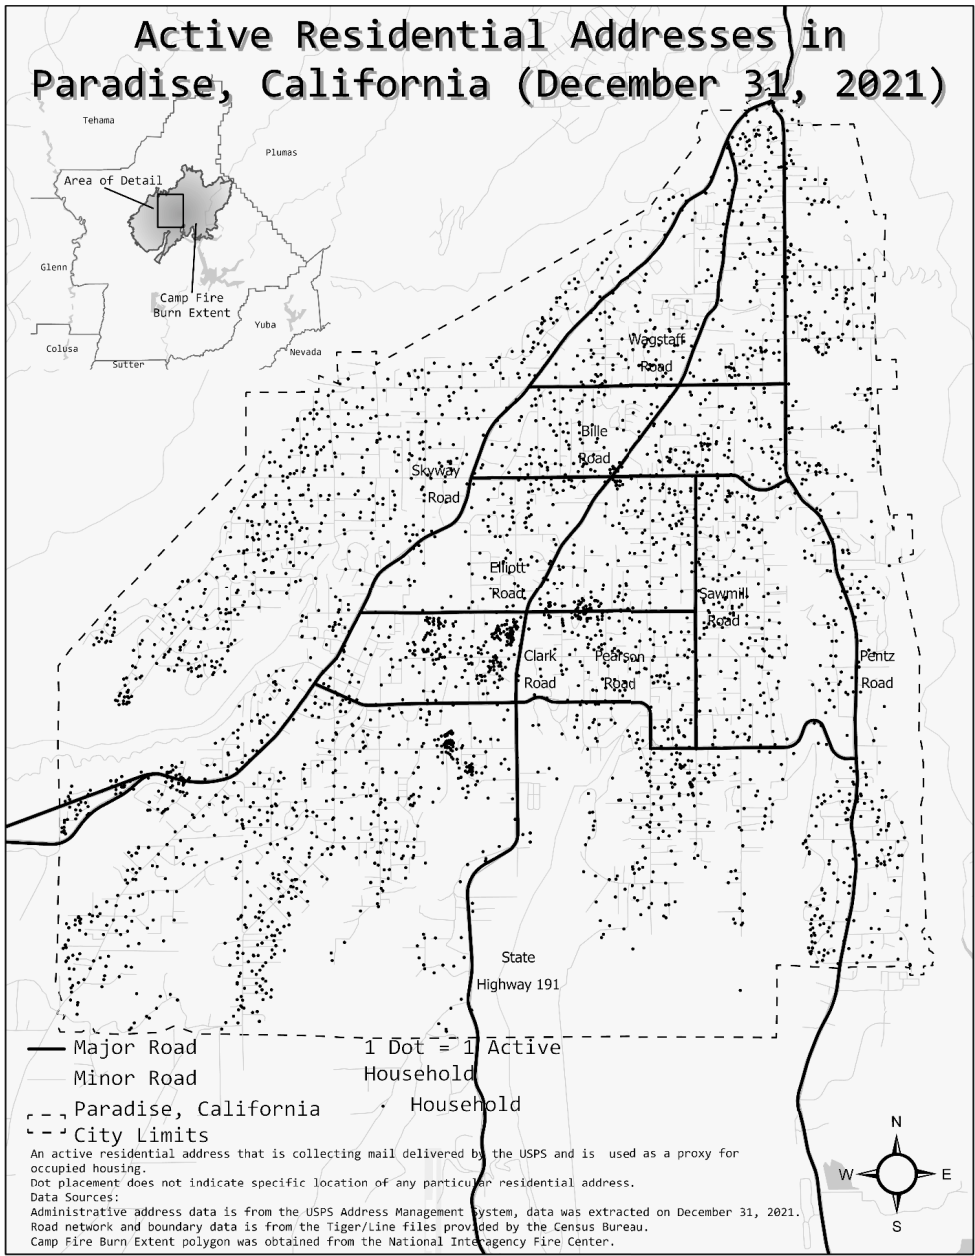 Active Residential Addresses in
Paradise, California (December 31, 2021)
Tehama
Plumas
Area of Detail
Glenn
Camp Fire
Burn Extent
Yuba
Colusa
Sutter
Nevada
Wagstaff
Road
Bille
Road
Skyway
Road
Elliott
Road
Sawmill
Road
Clark
Road
Pearson
Road
Pentz
Road
State
Highway 191
Major Road
Minor Road
Paradise, California
City Limits
1 Dot = 1 Active
Household
Household
An active residential address that is collecting mail delivered by the USPS and is  used as a proxy for
occupied housing.
Dot placement does not indicate specific location of any particular residential address.
Data Sources:
Administrative address data is from the USPS Address Management System, data was extracted on December 31, 2021.
Road network and boundary data is from the Tiger/Line files provided by the Census Bureau.
Camp Fire Burn Extent polygon was obtained from the National Interagency Fire Center.
N
W
E
S